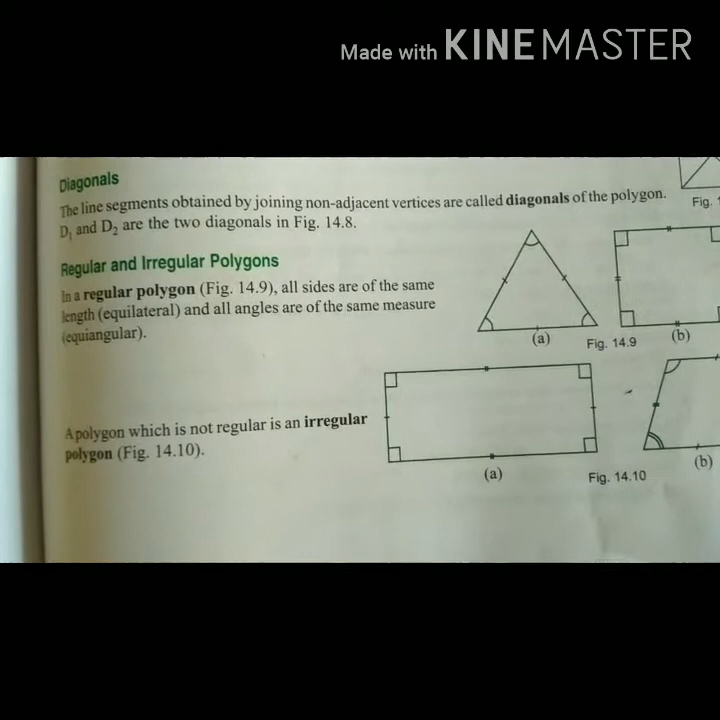 Made with KINEMASTER
Diagonals
The line segments obtained by joining non-adjacent vertices are called diagonals of the polygon.
D₁ and D₂ are the two diagonals in Fig. 14.8.
Fig.
Regular and Irregular Polygons
In a regular polygon (Fig. 14.9), all sides are of the same
length (equilateral) and all angles are of the same measure
(equiangular).
(a)
Fig. 14.9
(b)
A polygon which is not regular is an irregular
polygon (Fig. 14.10).
(a)
Fig. 14.10
(b)